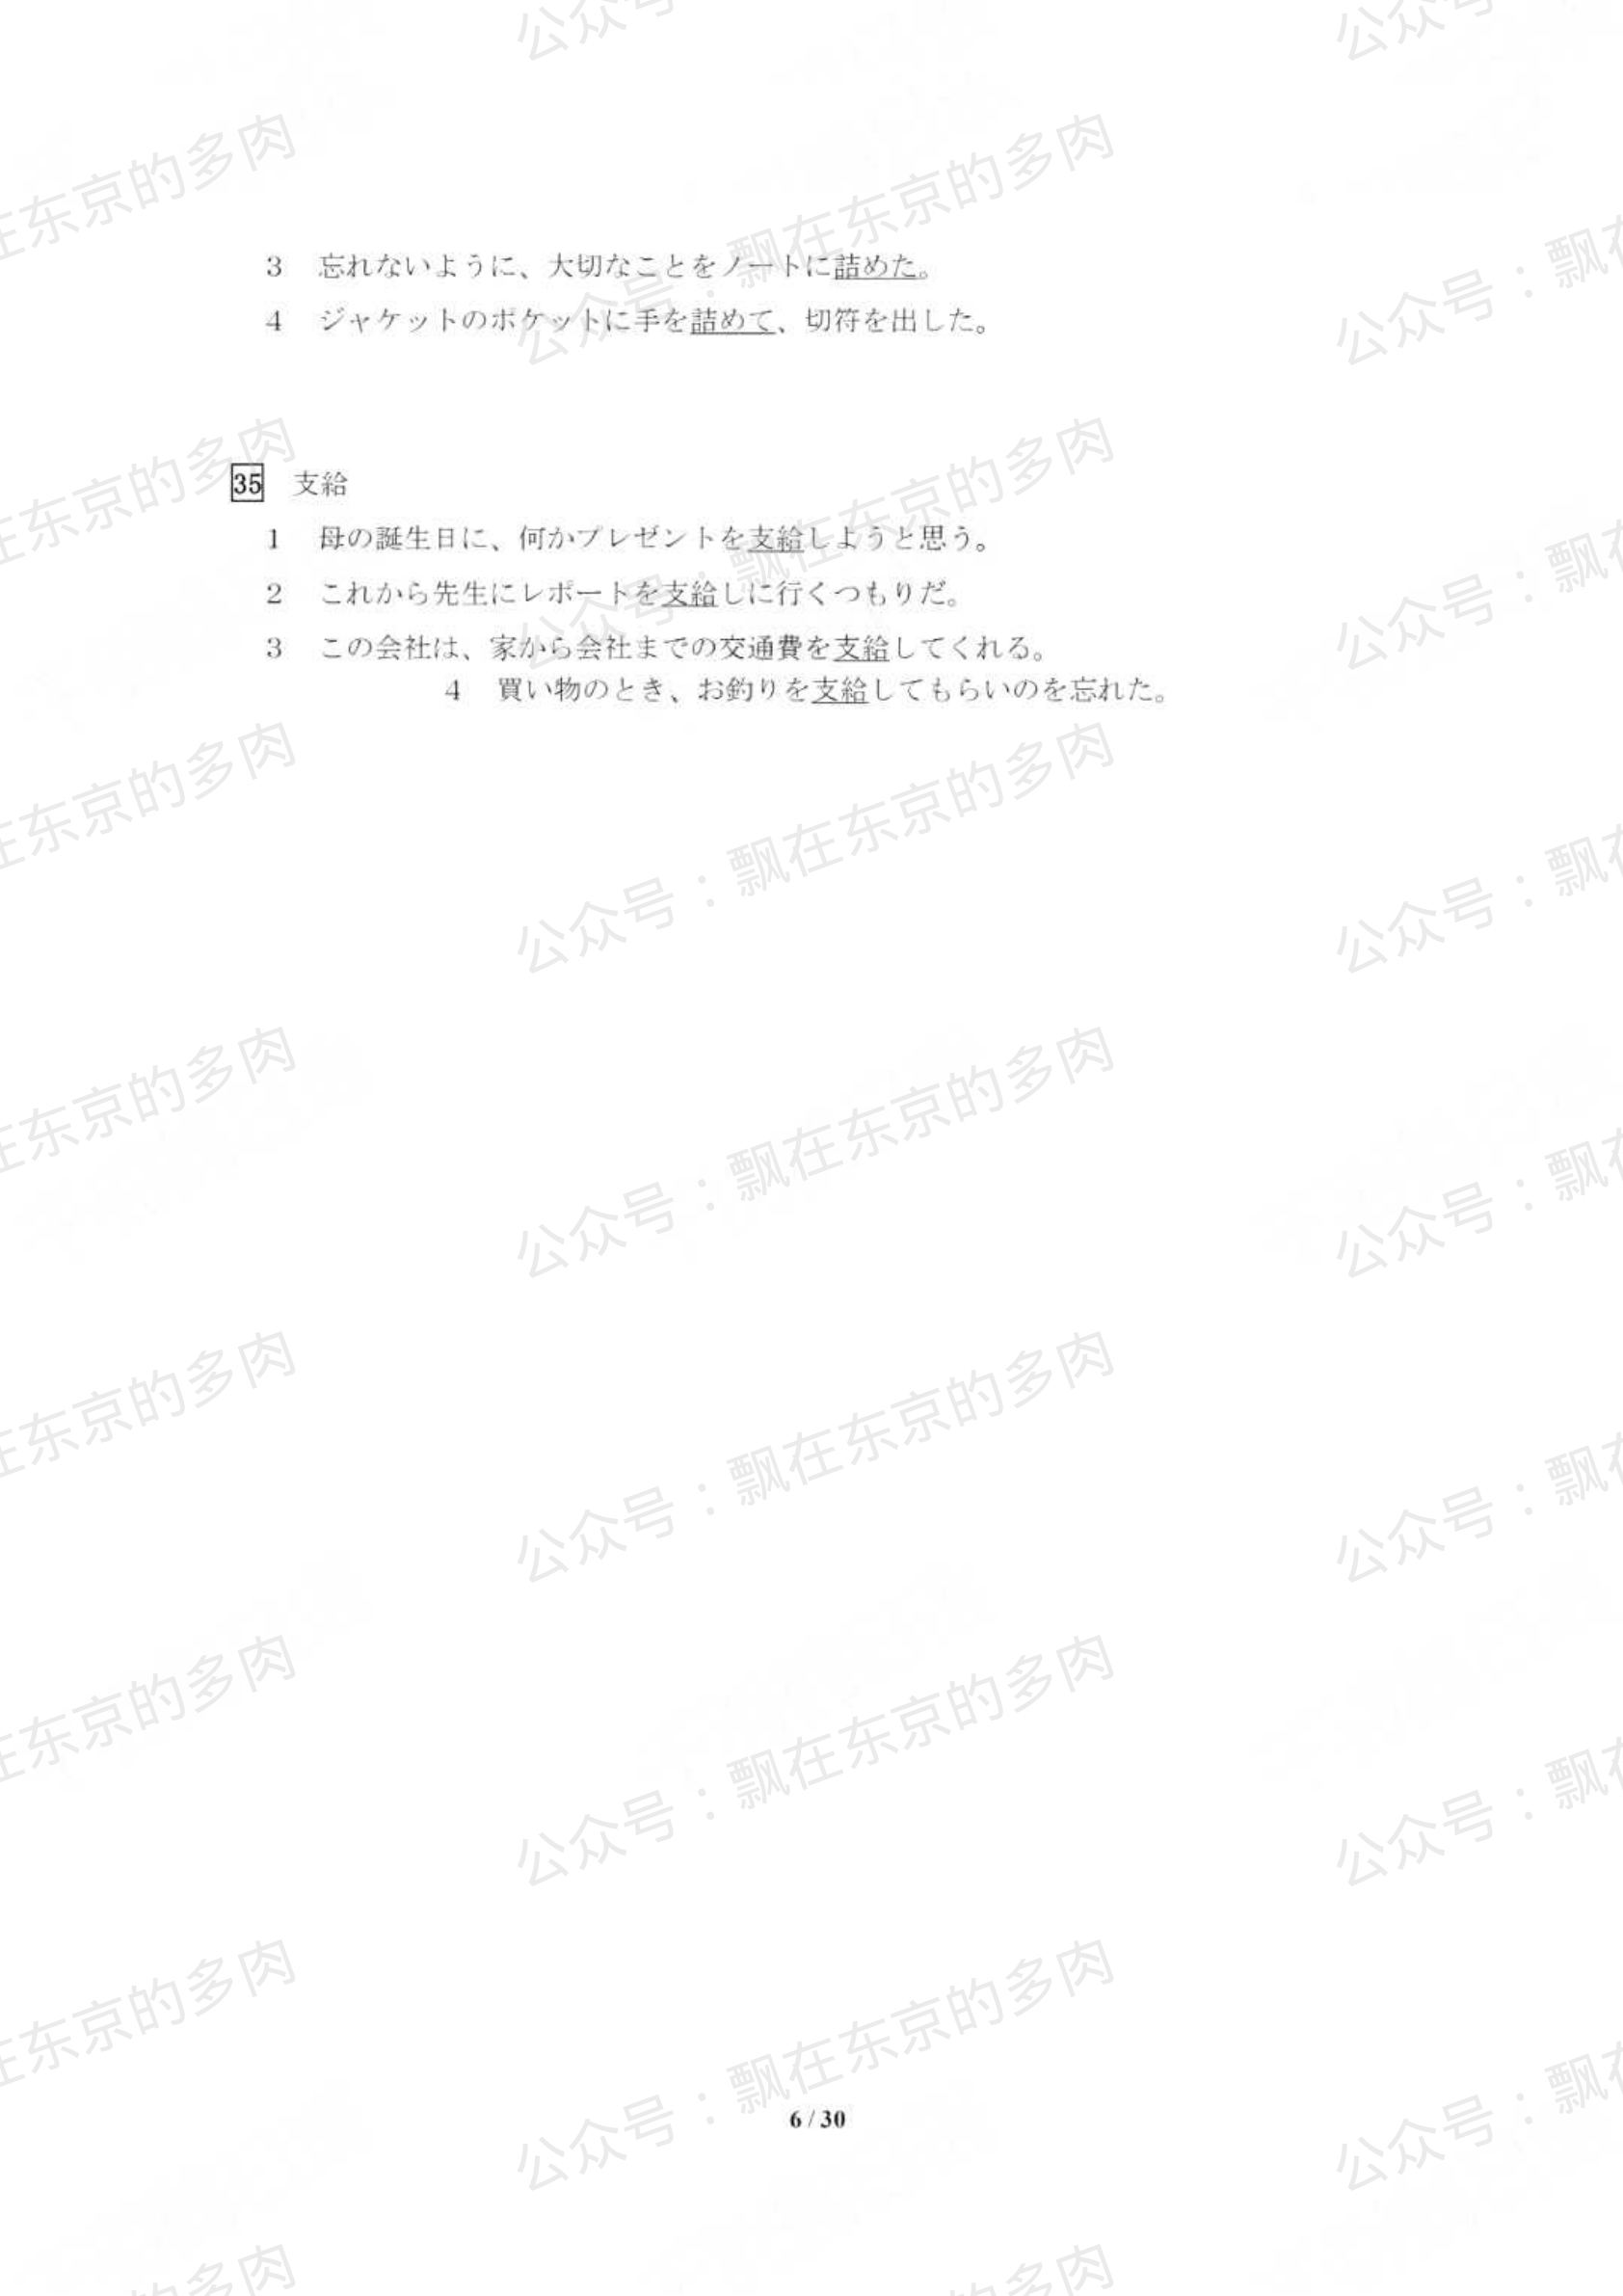 3　忘れないように、大切なことをノートに詰めた。
4　ジャケットのポケットに手を詰めて、切符を出した。
35　支給
1　母の誕生日に、何かプレゼントを支給しようと思う。
2　これから先生にレポートを支給しに行くつもりだ。
3　この会社は、家から会社までの交通費を支給してくれる。
4　買い物のとき、お釣りを支給してもらいのを忘れた。
6 / 30
公众号：飘在东京的多肉